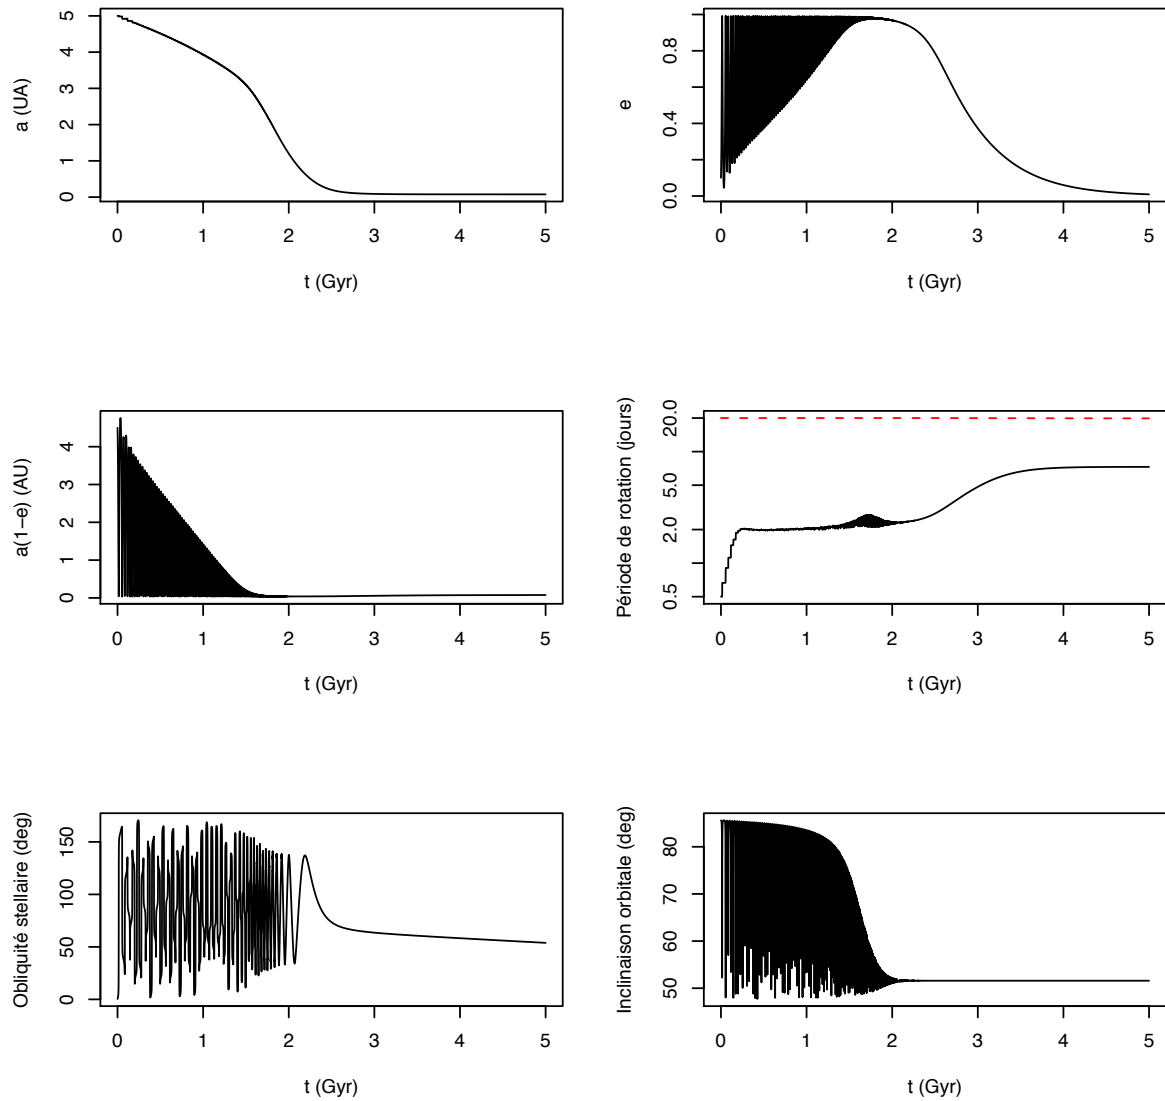 a (UA)
5
4
3
2
1
0
0 1 2 3 4 5
t (Gyr)
e
0.8
0.4
0.0
0 1 2 3 4 5
t (Gyr)
a(1−e) (AU)
4
3
2
1
0
0 1 2 3 4 5
t (Gyr)
Période de rotation (jours)
20.0
5.0
2.0
0.5
0 1 2 3 4 5
t (Gyr)
Obliquité stellaire (deg)
150
100
50
0
0 1 2 3 4 5
t (Gyr)
Inclinaison orbitale (deg)
80
70
60
50
0 1 2 3 4 5
t (Gyr)